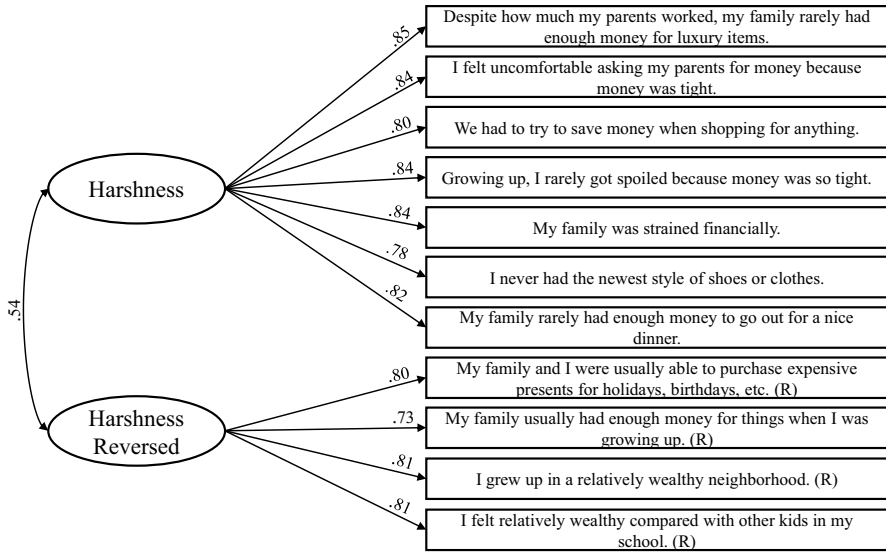 Despite how much my parents worked, my family rarely had
enough money for luxury items.
.85
I felt uncomfortable asking my parents for money because
money was tight.
.84
We had to try to save money when shopping for anything.
.80
Harshness
Growing up, I rarely got spoiled because money was so tight.
.84
My family was strained financially.
.84
I never had the newest style of shoes or clothes.
.78
My family rarely had enough money to go out for a nice
dinner.
.82
.54
My family and I were usually able to purchase expensive
presents for holidays, birthdays, etc. (R)
.80
Harshness
Reversed
My family usually had enough money for things when I was
growing up. (R)
.73
I grew up in a relatively wealthy neighborhood. (R)
.81
I felt relatively wealthy compared with other kids in my
school. (R)
.81